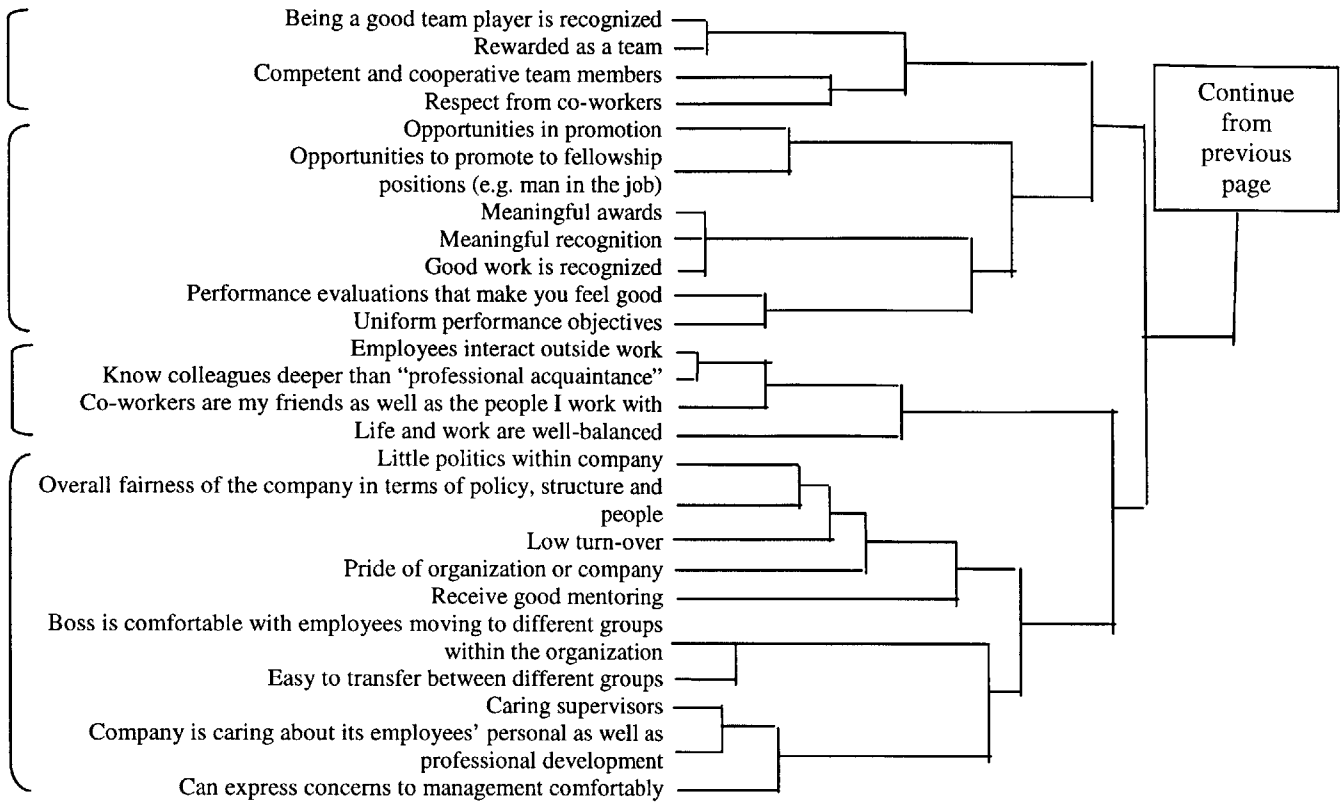 Being a good team player is recognized
Rewarded as a team
Competent and cooperative team members
Respect from co-workers
Opportunities in promotion
Opportunities to promote to fellowship
positions (e.g. man in the job)
Meaningful awards
Meaningful recognition
Good work is recognized
Performance evaluations that make you feel good
Uniform performance objectives
Employees interact outside work
Know colleagues deeper than “professional acquaintance”
Co-workers are my friends as well as the people I work with
Life and work are well-balanced
Little politics within company
Overall fairness of the company in terms of policy, structure and
people
Low turn-over
Pride of organization or company
Receive good mentoring
Boss is comfortable with employees moving to different groups
within the organization
Easy to transfer between different groups
Caring supervisors
Company is caring about its employees’ personal as well as
professional development
Can express concerns to management comfortably
Continue
from
previous
page